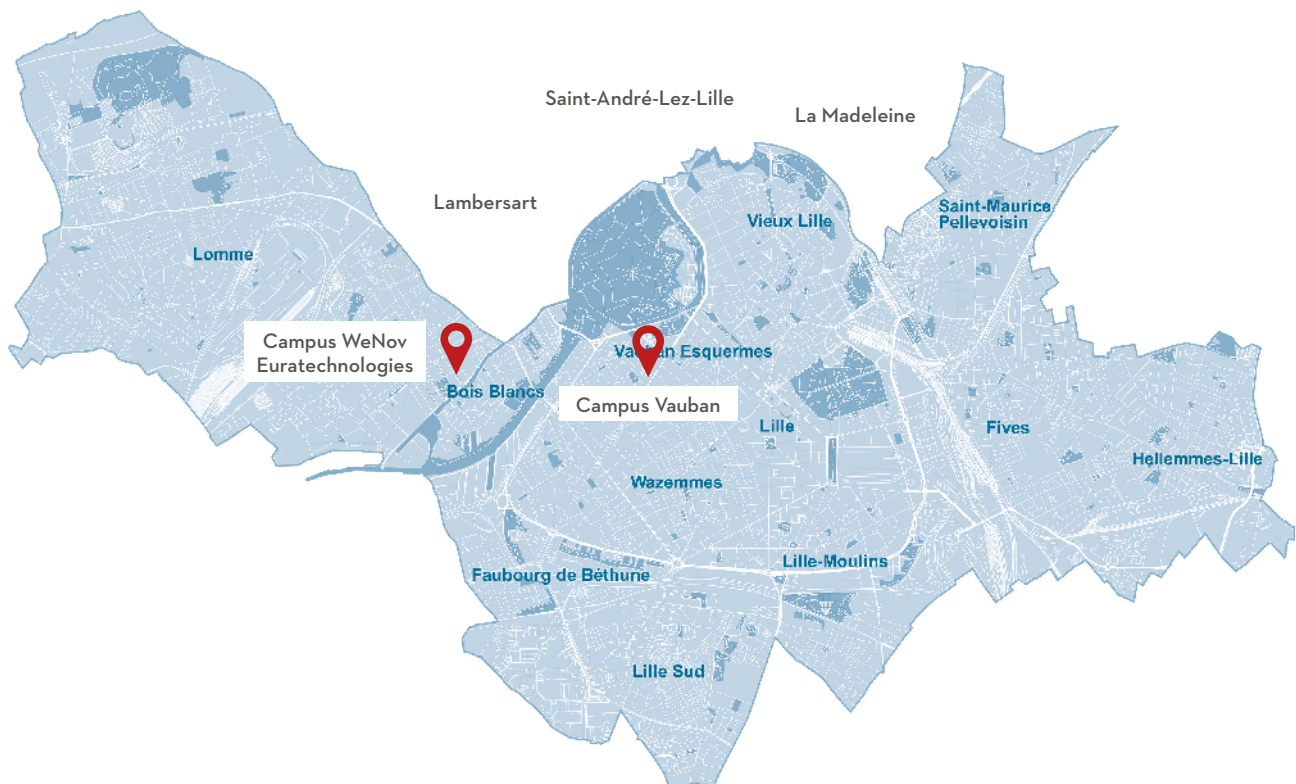 Saint-André-Lez-Lille
La Madeleine
Lambersart
Saint-Maurice
Pellevoisin
Vieux Lille
Lomme
Campus WeNov
Euratechnologies
Vauban Esquermes
Bois Blancs
Campus Vauban
Lille
Fives
Hellemmes-Lille
Wazemmes
Lille-Moulins
Faubourg de Béthune
Lille Sud